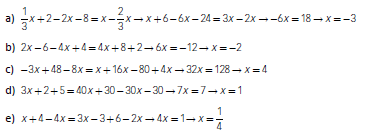 a) 1/3x+2−2x−8=x−2/3x→x+6−6x−24=3x−2x→−6x=18→x=−3
b) 2x−6−4x+4=4x+8+2→6x=−12→x=−2
c) −3x+48−8x=x+16x−80+4x→32x=128→x=4
d) 3x+2+5=40x+30−30x−30→7x=7→x=1
e) x+4−4x=3x−3+6−2x→4x=1→x=1/4